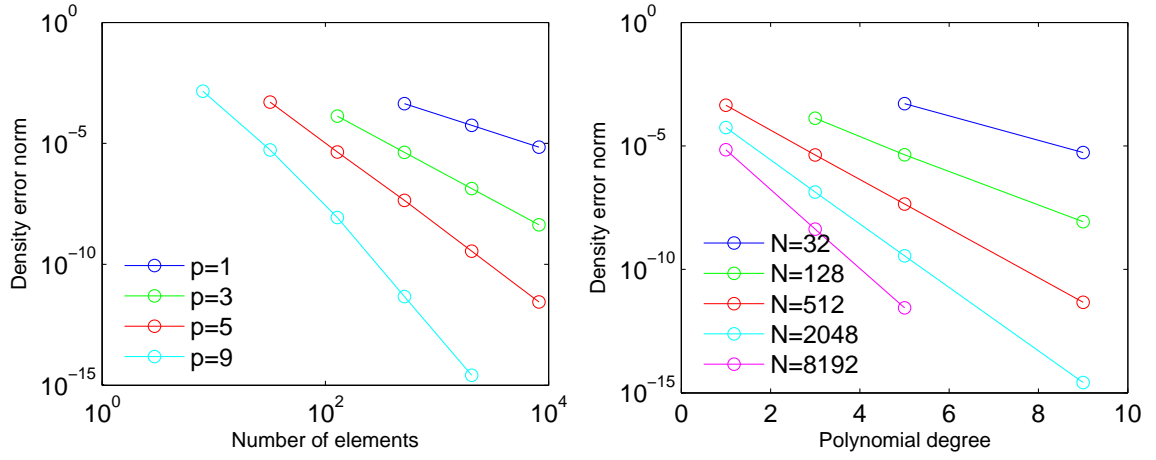 10^0
10^−5
10^−10
10^−15
Density error norm
p=1
p=3
p=5
p=9
10^0
10^2
10^4
Number of elements
10^0
10^−5
10^−10
10^−15
Density error norm
N=32
N=128
N=512
N=2048
N=8192
0
2
4
6
8
10
Polynomial degree